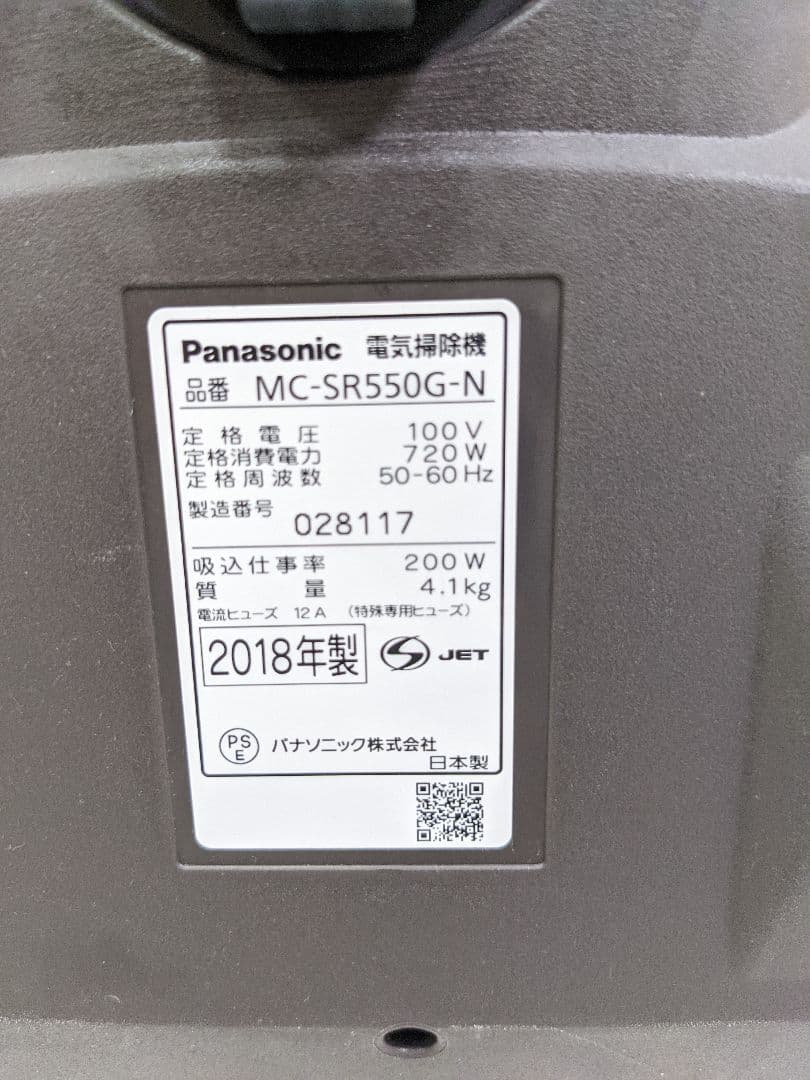 Panasonic 電気掃除機
品番 MC-SR550G-N
定格電圧 100V
定格消費電力 720W
定格周波数 50-60Hz
製造番号 028117
吸込仕事率 200W
質量 4.1kg
電流ヒューズ 12A (特殊専用ヒューズ)
2018年製 S JET
PS
E パナソニック株式会社
日本製